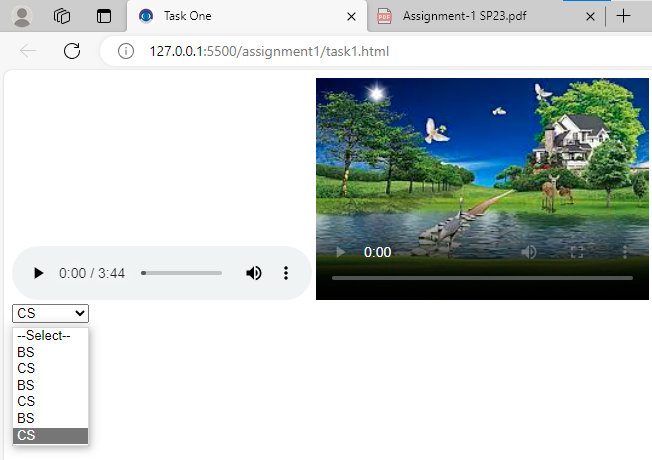 Task One
Assignment-1 SP23.pdf
127.0.0.1:5500/assignment1/task1.html
0:00
0:00 / 3:44
CS
--Select--
BS
CS
BS
CS
BS
CS